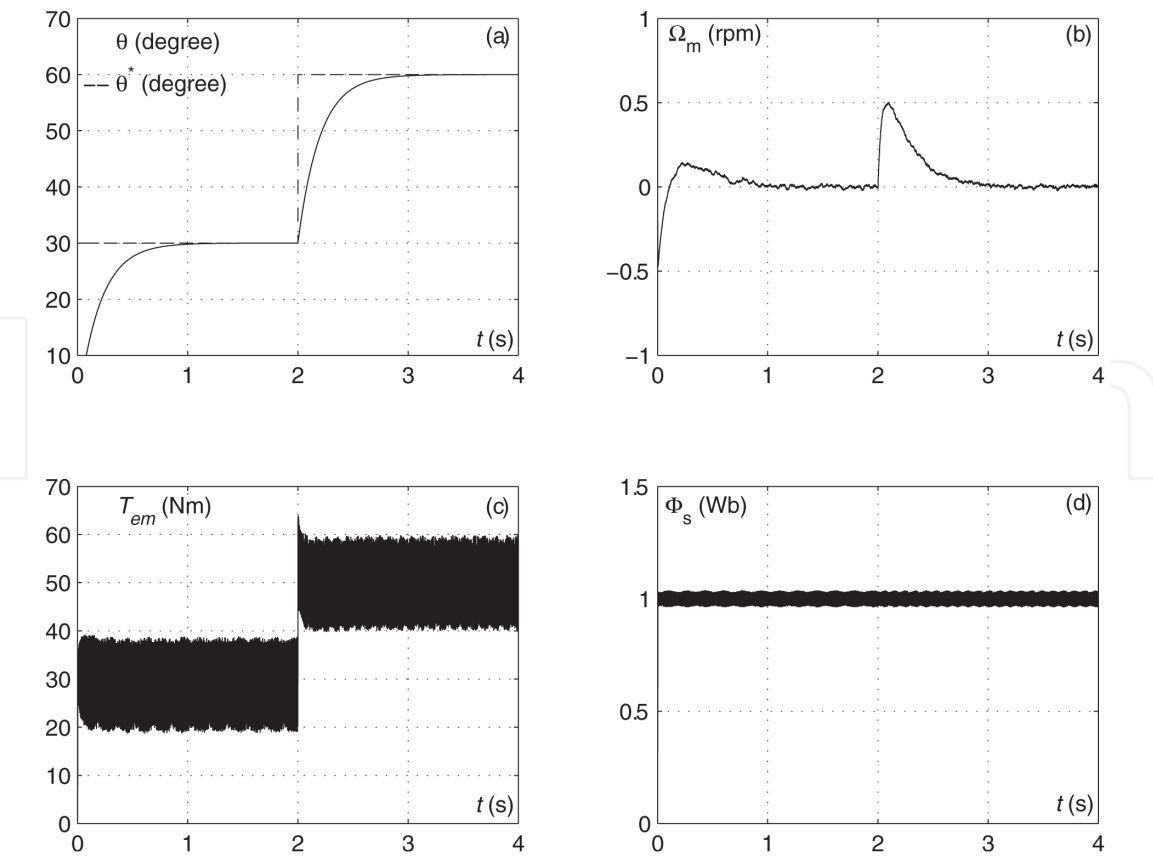 70
60
50
40
30
20
10
0 1 2 3 4
θ (degree)
θ* (degree)
(a)
t (s)
1
0.5
0
−0.5
−1
0 1 2 3 4
Ωm (rpm)
(b)
t (s)
70
60
50
40
30
20
10
0
0 1 2 3 4
Tem (Nm)
(c)
t (s)
1.5
1
0.5
0
0 1 2 3 4
Φs (Wb)
(d)
t (s)